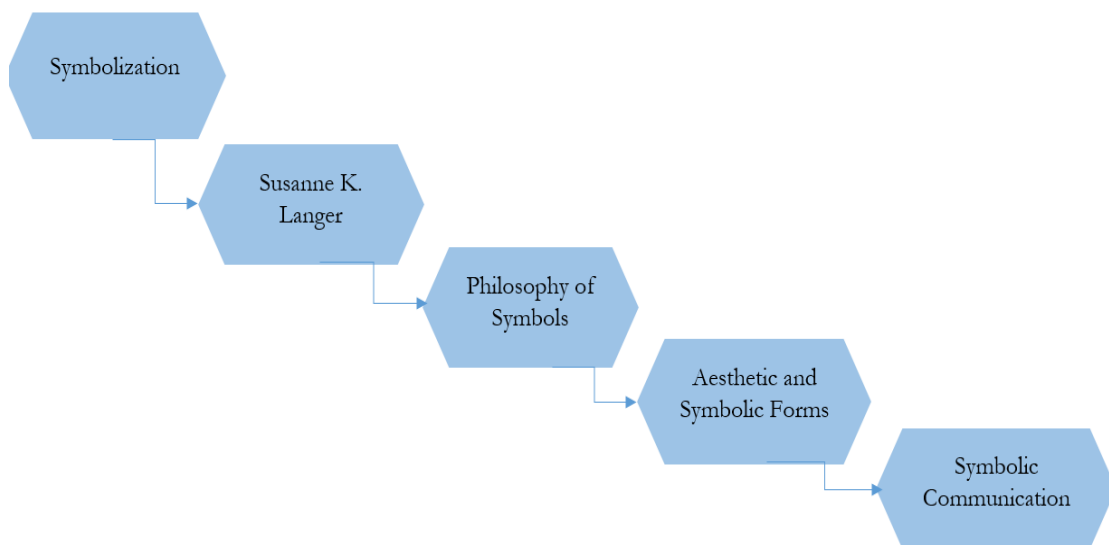 Symbolization
Susanne K.
Langer
Philosophy of
Symbols
Aesthetic and
Symbolic Forms
Symbolic
Communication